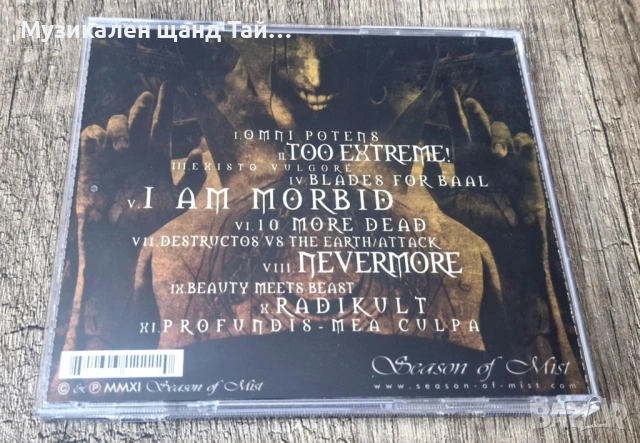 Музикален щанд Тай...
I.OMNI POTENS
II.TOO EXTREME!
III.EXISTO VULGORÉ
IV.BLADES FOR BAAL
V.I AM MORBID
VI.10 MORE DEAD
VII.DESTRUCTOS VS THE EARTH/ATTACK
VIII.NEVERMORE
IX.BEAUTY MEETS BEAST
X.RADIKULT
XI.PROFUNDIS-MEA CULPA
Season of Mist
www.season-of-mist.com
© & ℗ MMXI Season of Mist